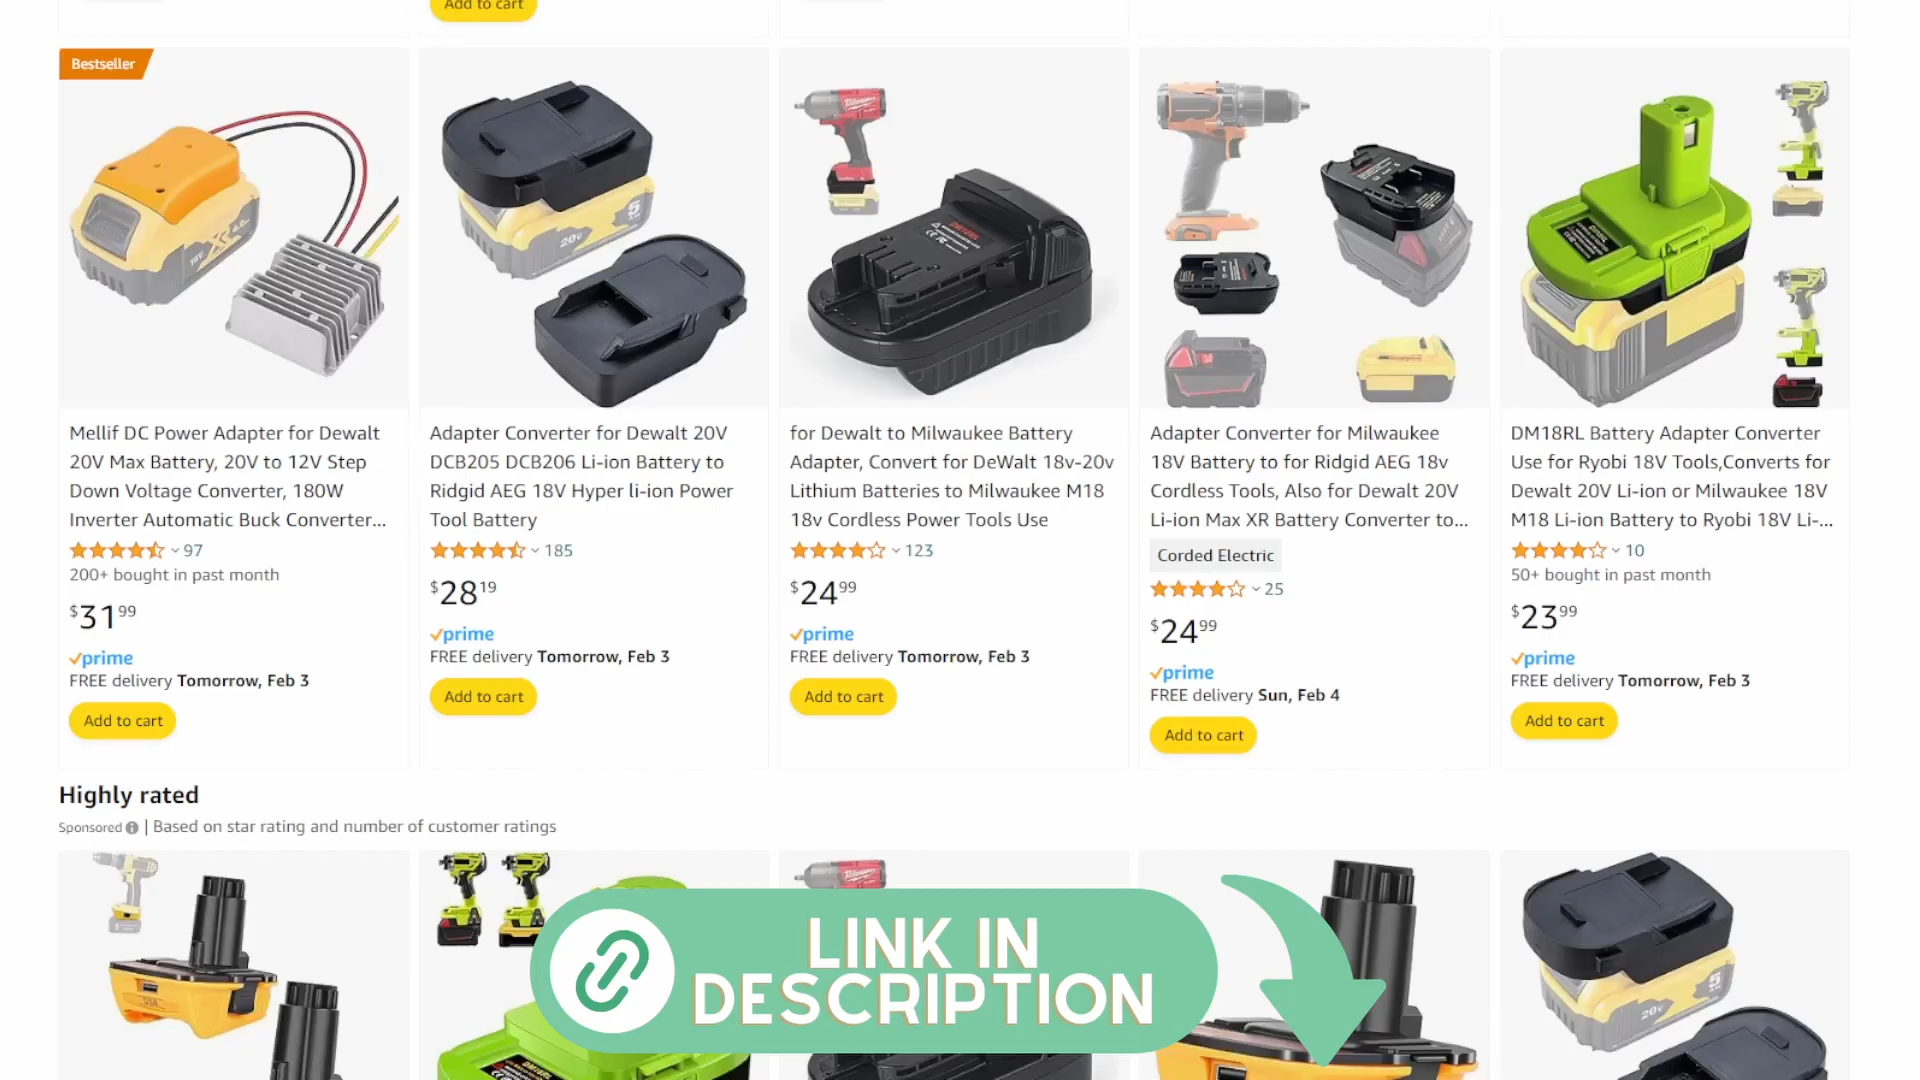 Add to cart
Bestseller
Mellif DC Power Adapter for Dewalt
20V Max Battery, 20V to 12V Step
Down Voltage Converter, 180W
Inverter Automatic Buck Converter...
97
200+ bought in past month
$31 99
prime
FREE delivery Tomorrow, Feb 3
Add to cart
Adapter Converter for Dewalt 20V
DCB205 DCB206 Li-ion Battery to
Ridgid AEG 18V Hyper li-ion Power
Tool Battery
185
$28 19
prime
FREE delivery Tomorrow, Feb 3
Add to cart
for Dewalt to Milwaukee Battery
Adapter, Convert for DeWalt 18v-20v
Lithium Batteries to Milwaukee M18
18v Cordless Power Tools Use
123
$24 99
prime
FREE delivery Tomorrow, Feb 3
Add to cart
Adapter Converter for Milwaukee
18V Battery to for Ridgid AEG 18v
Cordless Tools, Also for Dewalt 20V
Li-ion Max XR Battery Converter to...
Corded Electric
25
$24 99
prime
FREE delivery Sun, Feb 4
Add to cart
DM18RL Battery Adapter Converter
Use for Ryobi 18V Tools,Converts for
Dewalt 20V Li-ion or Milwaukee 18V
M18 Li-ion Battery to Ryobi 18V Li-...
10
50+ bought in past month
$23 99
prime
FREE delivery Tomorrow, Feb 3
Add to cart
Highly rated
Sponsored | Based on star rating and number of customer ratings
LINK IN
DESCRIPTION